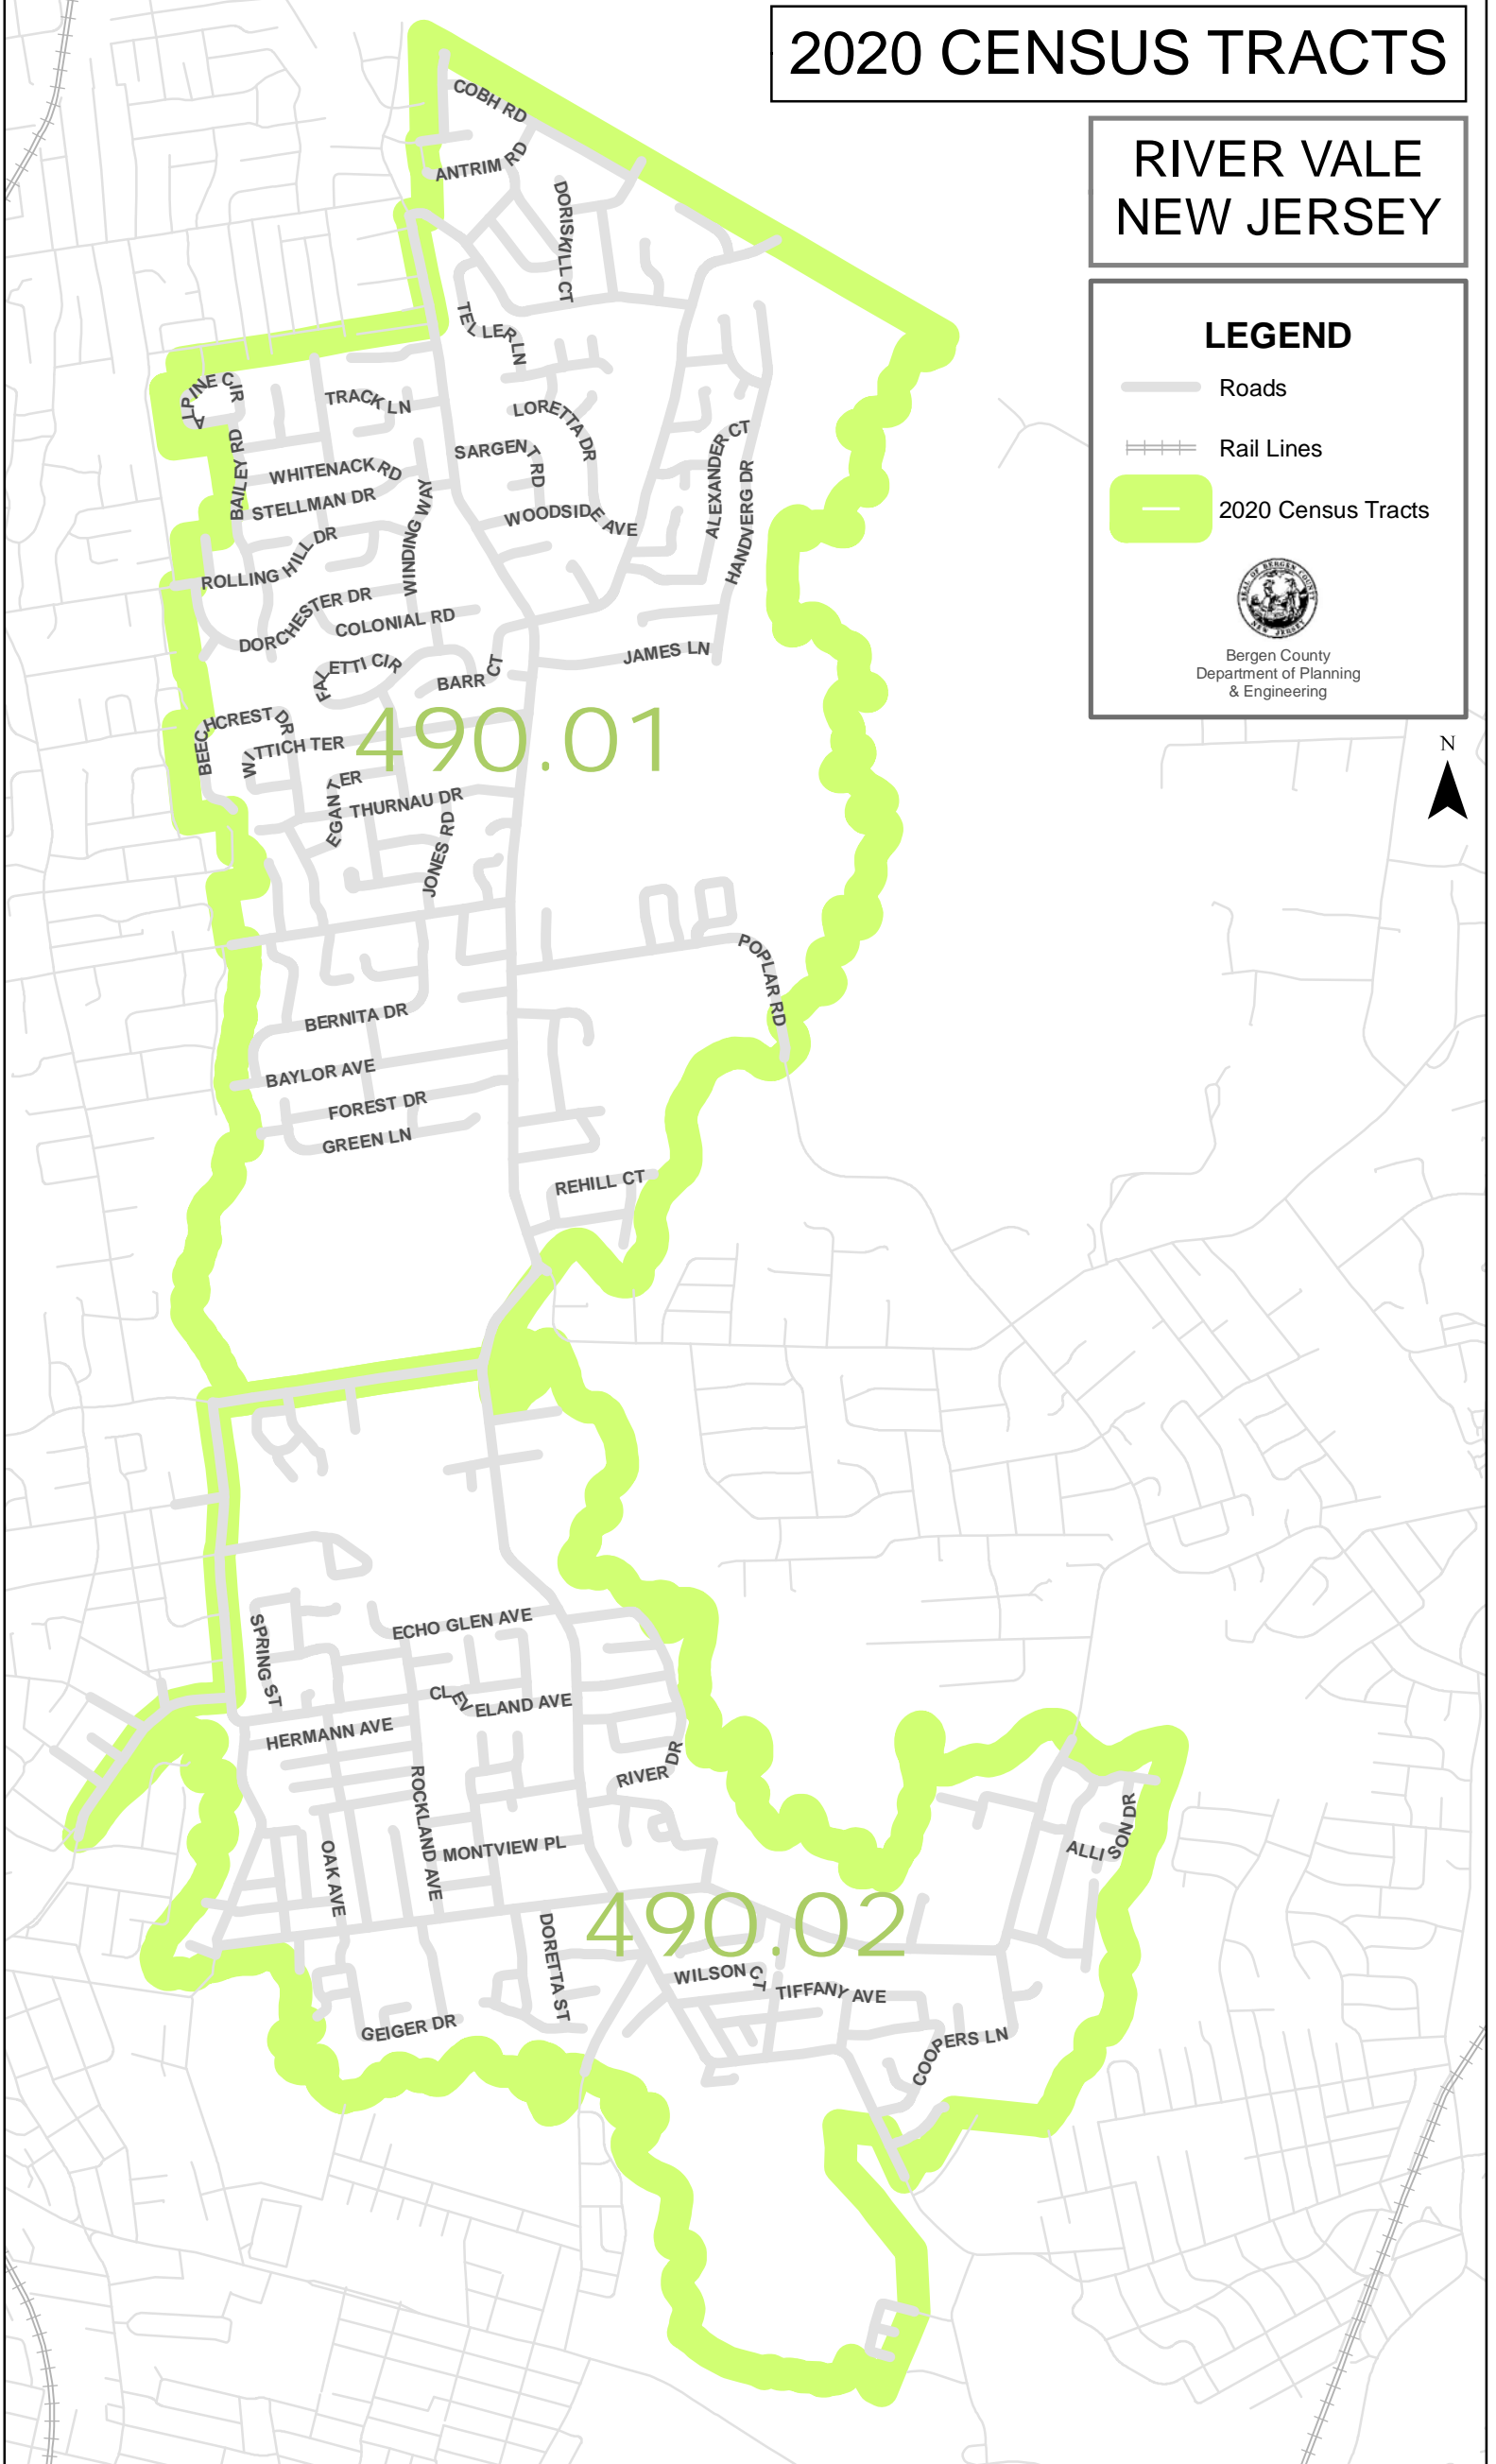 2020 CENSUS TRACTS
RIVER VALE
NEW JERSEY
LEGEND
Roads
Rail Lines
2020 Census Tracts
SEAL OF BERGEN COUNTY
NEW JERSEY
Bergen County
Department of Planning
& Engineering
N
COBH RD
ANTRIM RD
DORISKILL CT
TELLER LN
ALPINE CIR
TRACK LN
LORETTA DR
BAILEY RD
SARGENT RD
ALEXANDER CT
WHITENACK RD
STELLMAN DR
WINDING WAY
WOODSIDE AVE
HANDVERG DR
ROLLING HILL DR
DORCHESTER DR
COLONIAL RD
JAMES LN
FALETTI CIR
BARR CT
BEECHCREST DR
WITTICH TER
490.01
EGAN TER
THURNAU DR
JONES RD
POPLAR RD
BERNITA DR
BAYLOR AVE
FOREST DR
GREEN LN
REHILL CT
SPRING ST
ECHO GLEN AVE
CLEVELAND AVE
HERMANN AVE
RIVER DR
ROCKLAND AVE
ALLISON DR
OAK AVE
MONTVIEW PL
490.02
DORETTA ST
WILSON CT
TIFFANY AVE
GEIGER DR
COOPERS LN